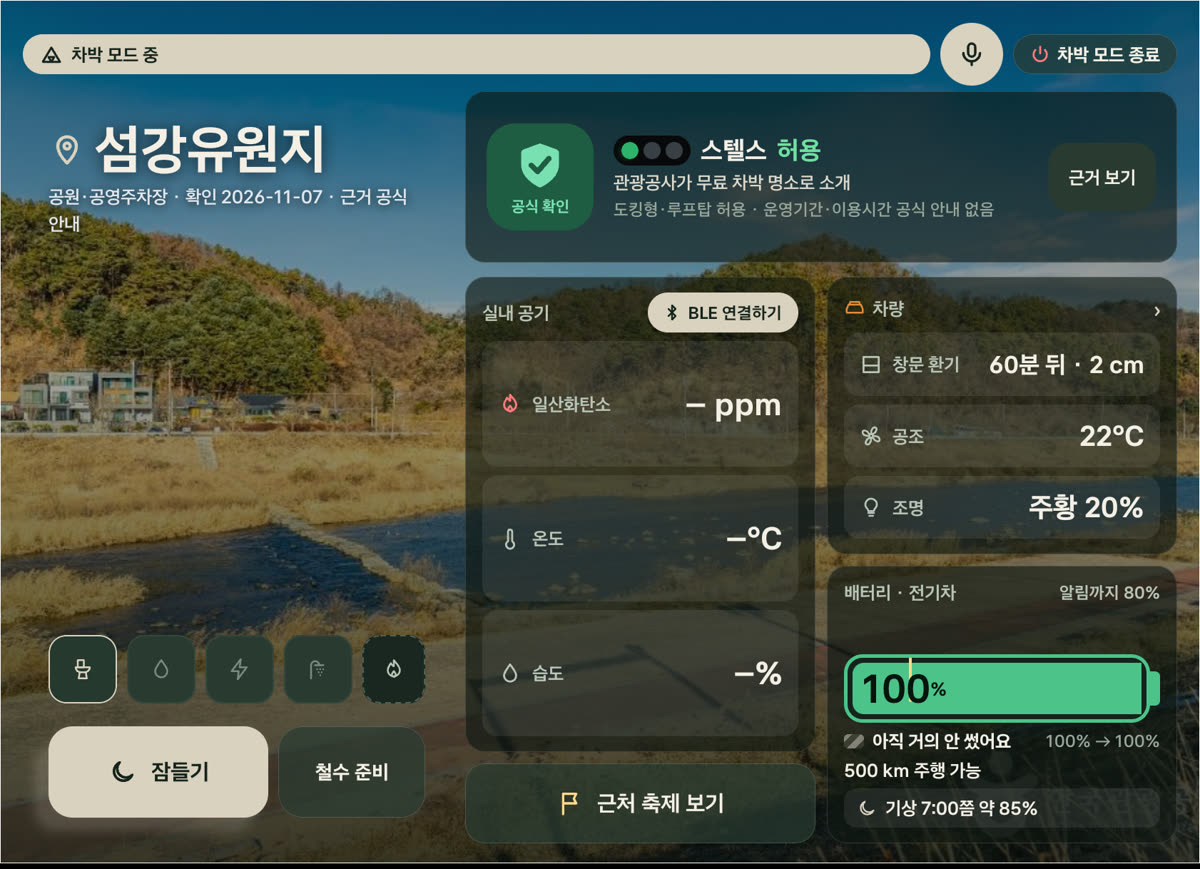 차박 모드 중
차박 모드 종료
섬강유원지
공원·공영주차장 · 확인 2026-11-07 · 근거 공식
안내
공식 확인
스텔스 허용
관광공사가 무료 차박 명소로 소개
도킹형·루프탑 허용 · 운영기간·이용시간 공식 안내 없음
근거 보기
실내 공기
BLE 연결하기
일산화탄소
– ppm
온도
–°C
습도
–%
근처 축제 보기
차량
창문 환기
60분 뒤 · 2 cm
공조
22°C
조명
주황 20%
배터리 · 전기차
알림까지 80%
100%
아직 거의 안 썼어요
100% → 100%
500 km 주행 가능
기상 7:00쯤 약 85%
잠들기
철수 준비